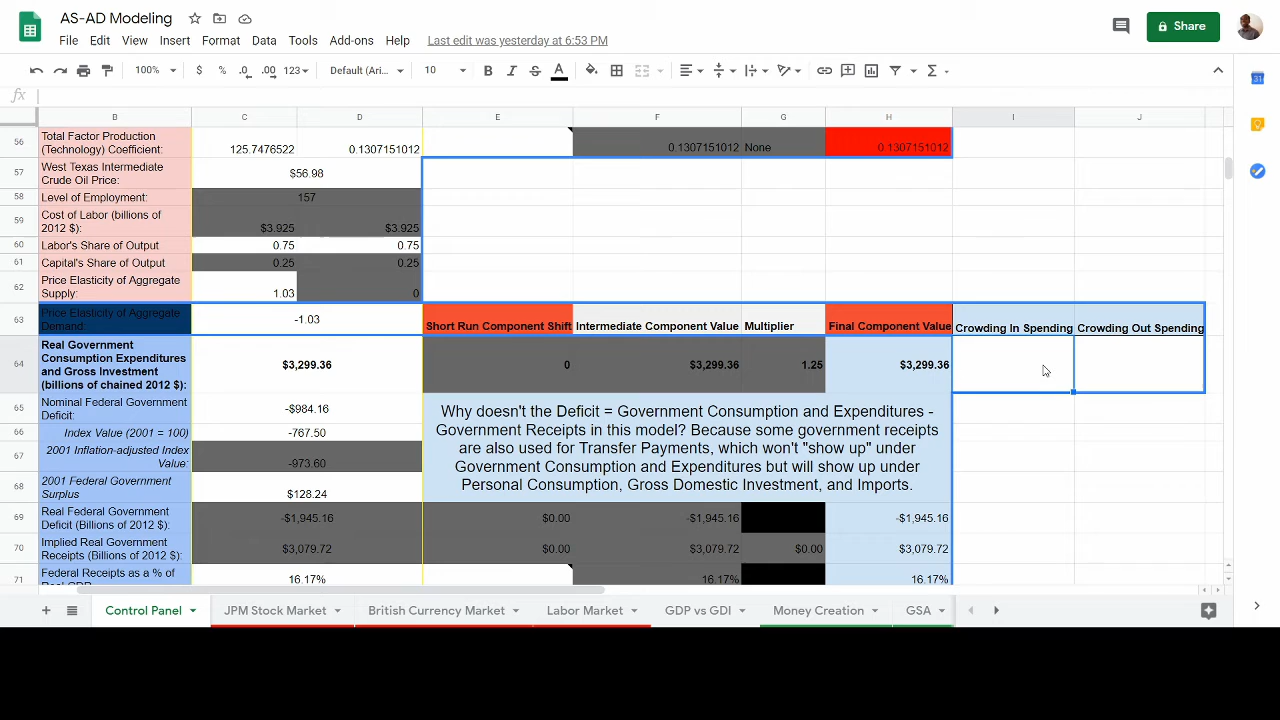 AS-AD Modeling
File Edit View Insert Format Data Tools Add-ons Help Last edit was yesterday at 6:53 PM
Share
100% $ % .0 .00 123 Default (Ari... 10 B I S A
fx
B C D E F G H I J
56 Total Factor Production (Technology) Coefficient: 125.7476522 0.1307151012 0.1307151012 None 0.1307151012
57 West Texas Intermediate Crude Oil Price: $56.98
58 Level of Employment: 157
59 Cost of Labor (billions of 2012 $): $3.925 $3.925
60 Labor's Share of Output 0.75 0.75
61 Capital's Share of Output 0.25 0.25
62 Price Elasticity of Aggregate Supply: 1.03 0
63 Price Elasticity of Aggregate Demand: -1.03 Short Run Component Shift Intermediate Component Value Multiplier Final Component Value Crowding In Spending Crowding Out Spending
64 Real Government Consumption Expenditures and Gross Investment (billions of chained 2012 $): $3,299.36 0 $3,299.36 1.25 $3,299.36
65 Nominal Federal Government Deficit: -$984.16
66 Index Value (2001 = 100) -767.50
67 2001 Inflation-adjusted Index Value: -973.60
68 2001 Federal Government Surplus $128.24
Why doesn't the Deficit = Government Consumption and Expenditures -
Government Receipts in this model? Because some government receipts
are also used for Transfer Payments, which won't "show up" under
Government Consumption and Expenditures but will show up under
Personal Consumption, Gross Domestic Investment, and Imports.
69 Real Federal Government Deficit (Billions of 2012 $): -$1,945.16 $0.00 -$1,945.16 -$1,945.16
70 Implied Real Government Receipts (Billions of 2012 $): $3,079.72 $0.00 $3,079.72 $0.00 $3,079.72
71 Federal Receipts as a % of 16.17% 16.17% 16.17%
Control Panel JPM Stock Market British Currency Market Labor Market GDP vs GDI Money Creation GSA